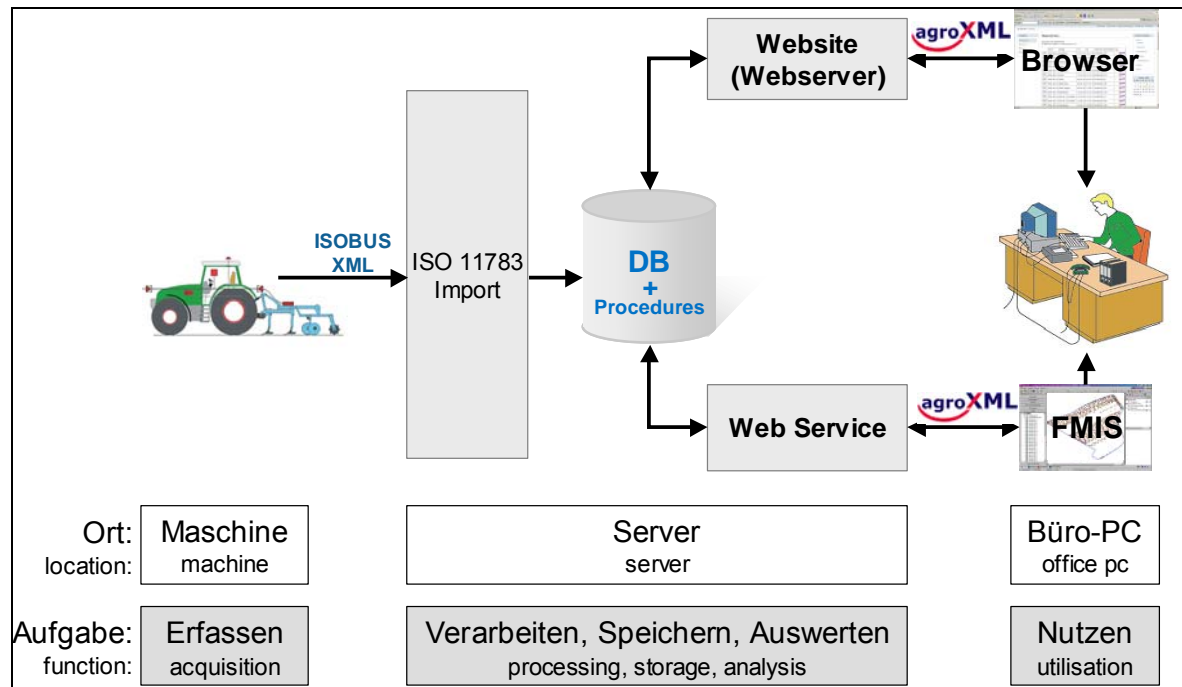 Website
(Webserver)
agroXML
Browser
ISOBUS
XML
ISO 11783
Import
DB
+
Procedures
Web Service
agroXML
FMIS
Ort:
location:
Maschine
machine
Server
server
Büro-PC
office pc
Aufgabe:
function:
Erfassen
acquisition
Verarbeiten, Speichern, Auswerten
processing, storage, analysis
Nutzen
utilisation